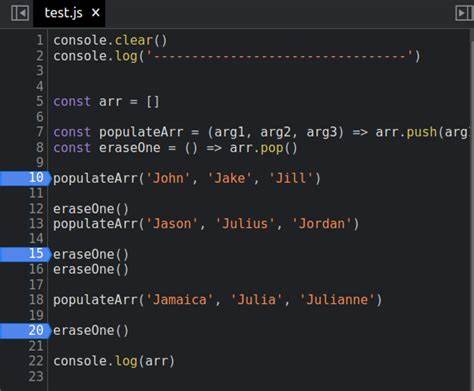 test.js ×
1 console.clear()
2 console.log('---------------------------------')
3
4
5 const arr = []
6
7 const populateArr = (arg1, arg2, arg3) => arr.push(arg
8 const eraseOne = () => arr.pop()
9
10 populateArr('John', 'Jake', 'Jill')
11
12 eraseOne()
13 populateArr('Jason', 'Julius', 'Jordan')
14
15 eraseOne()
16 eraseOne()
17
18 populateArr('Jamaica', 'Julia', 'Julianne')
19
20 eraseOne()
21
22 console.log(arr)
23